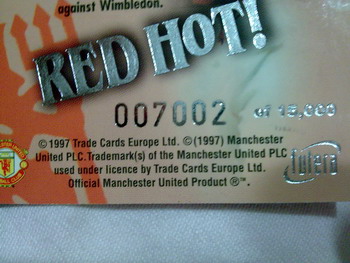 against Wimbledon.
RED HOT!
007002 of 15,000
©1997 Trade Cards Europe Ltd. ©(1997) Manchester
United PLC.Trademark(s) of the Manchester United PLC
used under licence by Trade Cards Europe Ltd.
Official Manchester United Product ®™.
futera